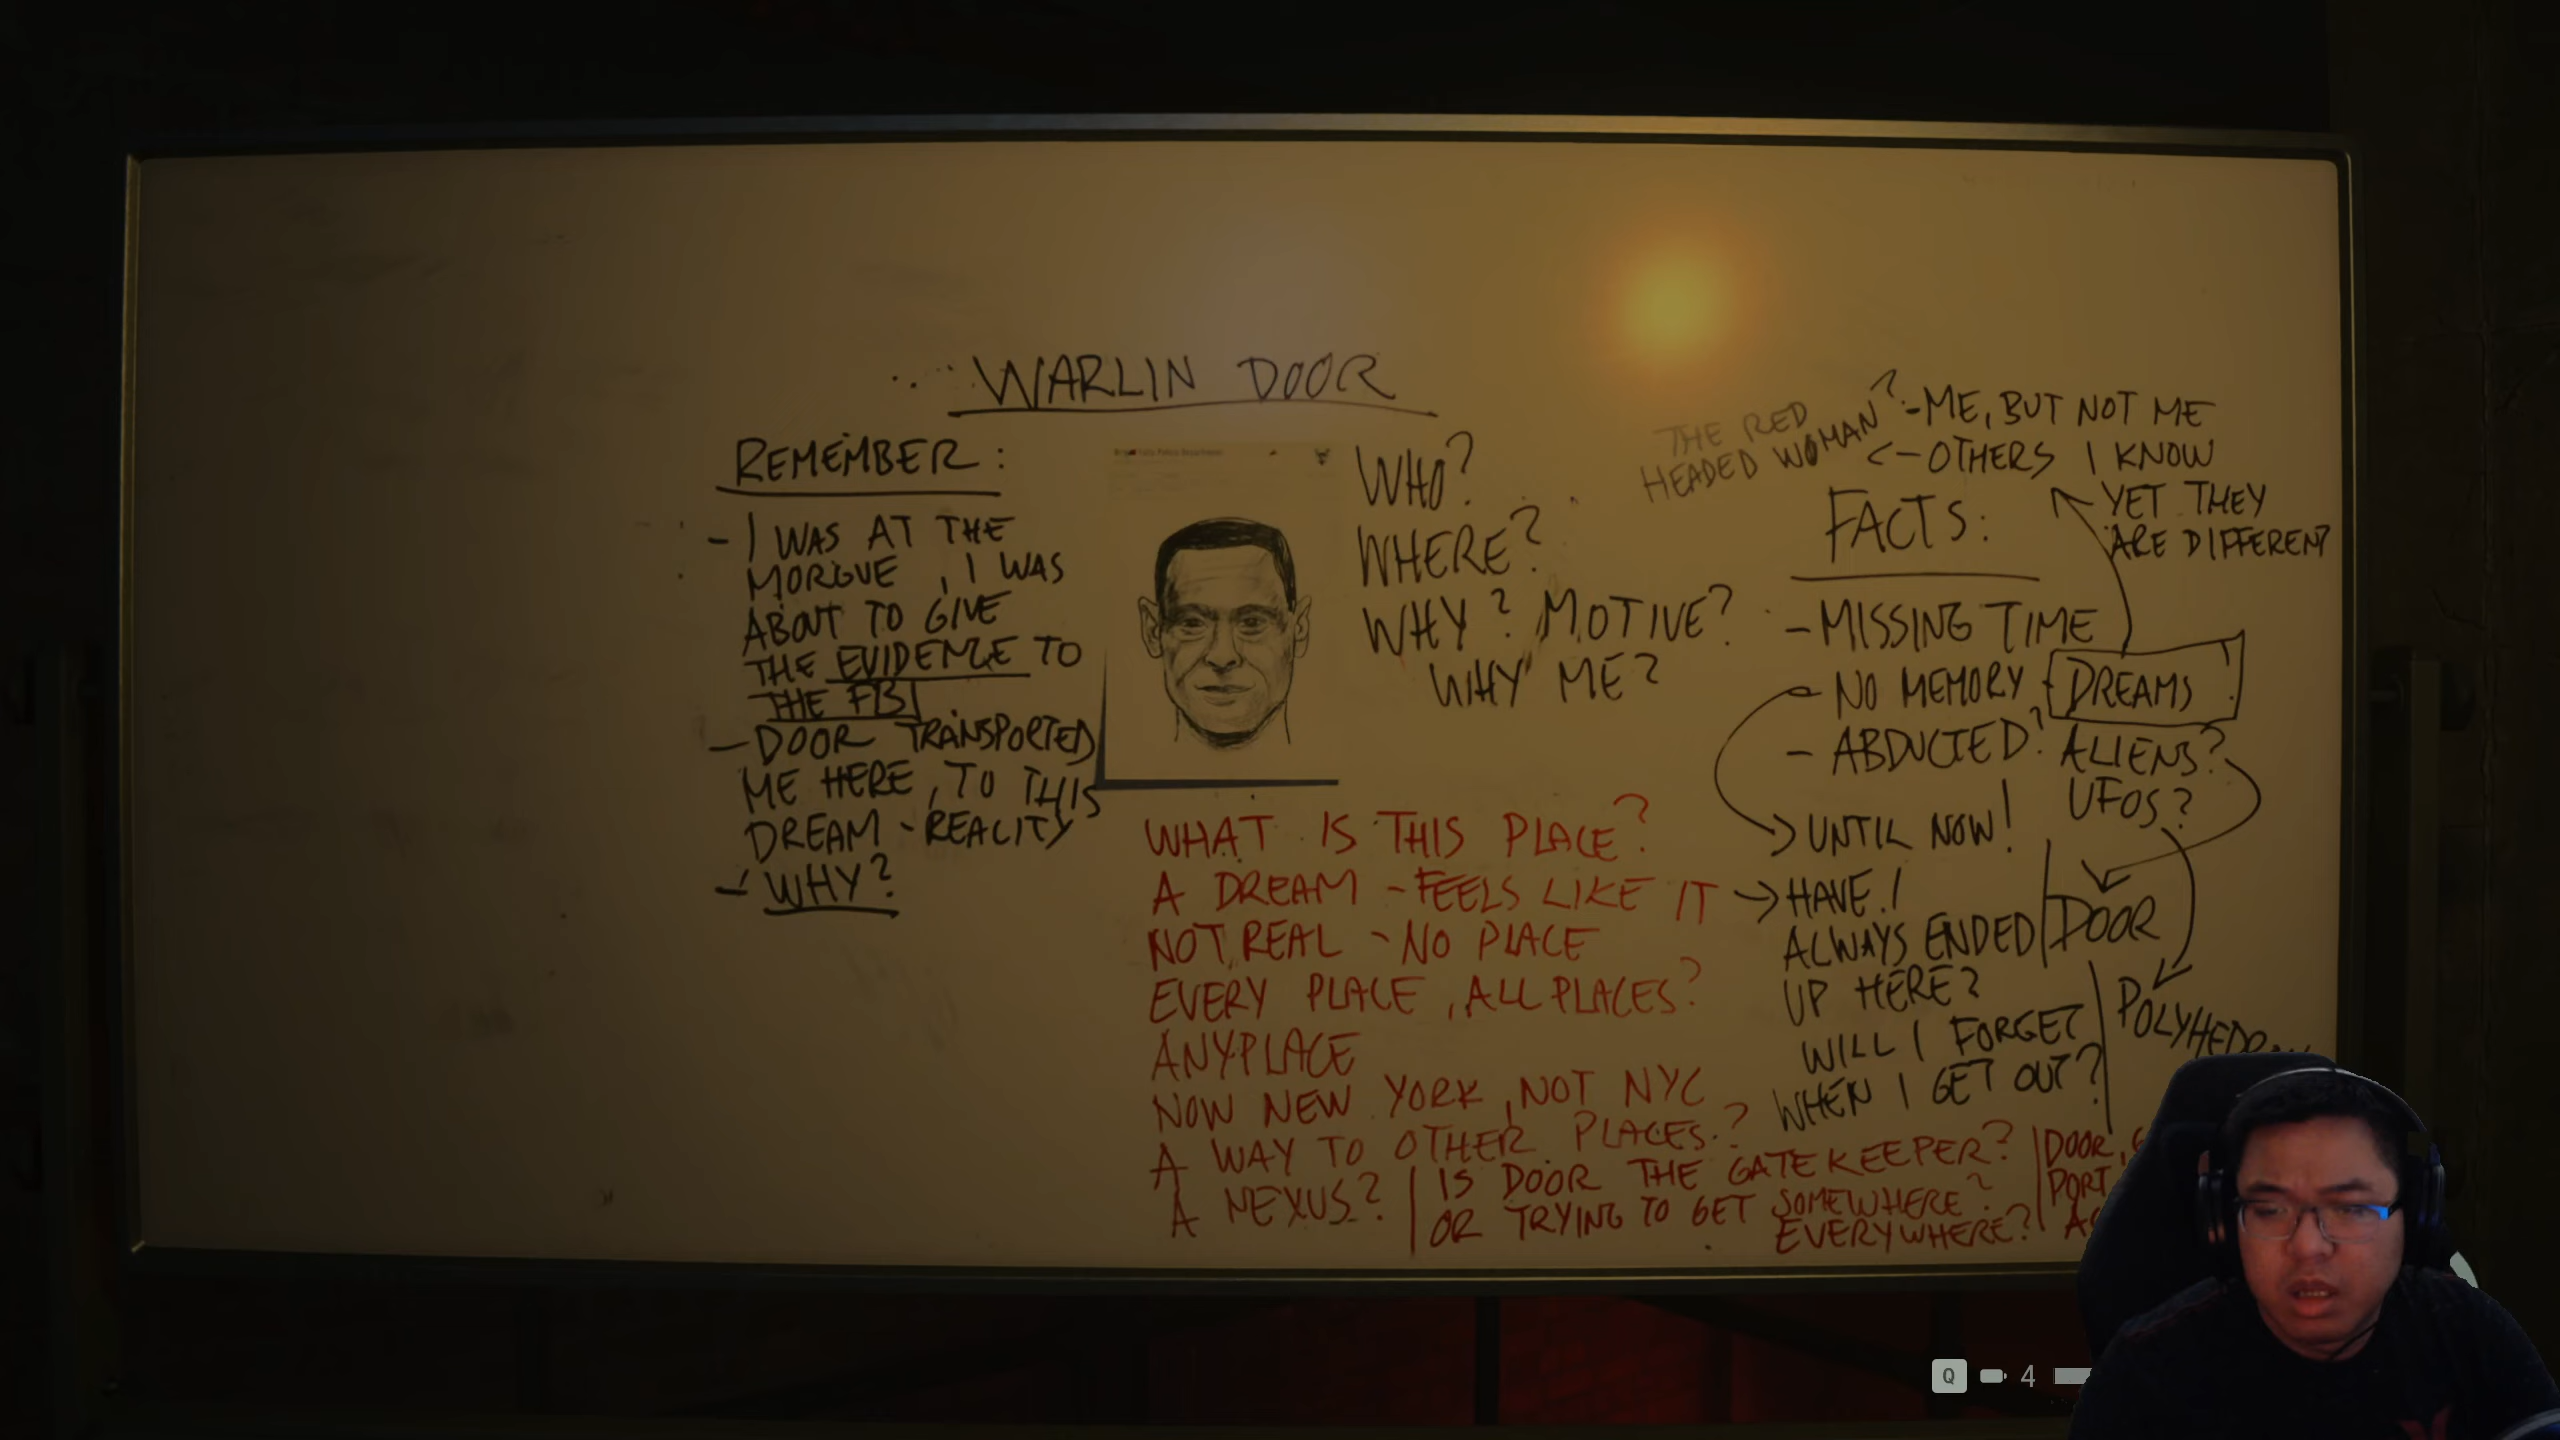 WARLIN DOOR
REMEMBER:
- I WAS AT THE
MORGUE, I WAS
ABOUT TO GIVE
THE EVIDENCE TO
THE FBI
- DOOR TRANSPORTED
ME HERE, TO THIS
DREAM-REALITY
- WHY?
WHO?
WHERE?
WHY? MOTIVE?
WHY ME?
THE RED
HEADED WOMAN?
- ME, BUT NOT ME
<- OTHERS I KNOW
YET THEY
ARE DIFFERENT
FACTS:
- MISSING TIME
- NO MEMORY - DREAMS
- ABDUCTED? ALIENS?
UFOS?
UNTIL NOW!
HAVE I
ALWAYS ENDED
UP HERE?
WILL I FORGET
WHEN I GET OUT?
DOOR
WHAT IS THIS PLACE?
A DREAM - FEELS LIKE IT
NOT REAL - NO PLACE
EVERY PLACE, ALL PLACES?
ANYPLACE
NOW NEW YORK, NOT NYC
A WAY TO OTHER PLACES?
A NEXUS?
IS DOOR THE GATEKEEPER?
OR TRYING TO GET SOMEWHERE?
EVERYWHERE?
DOOR,
PORT
Q 4